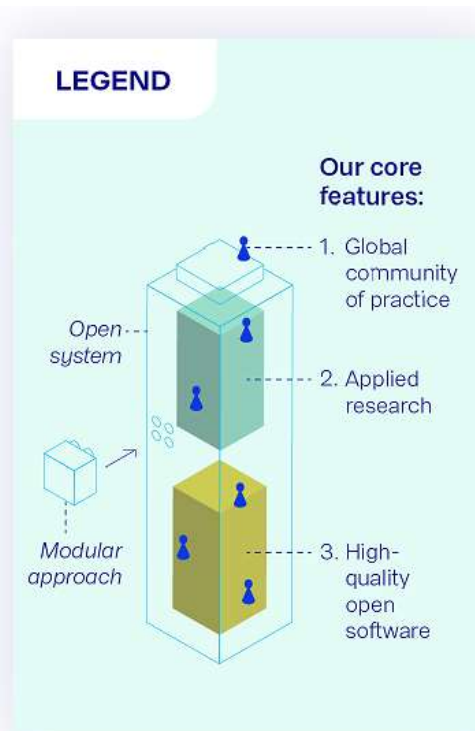 LEGEND
Our core
features:
1. Global
community
of practice
Open
system
2. Applied
research
Modular
approach
3. High-
quality
open
software